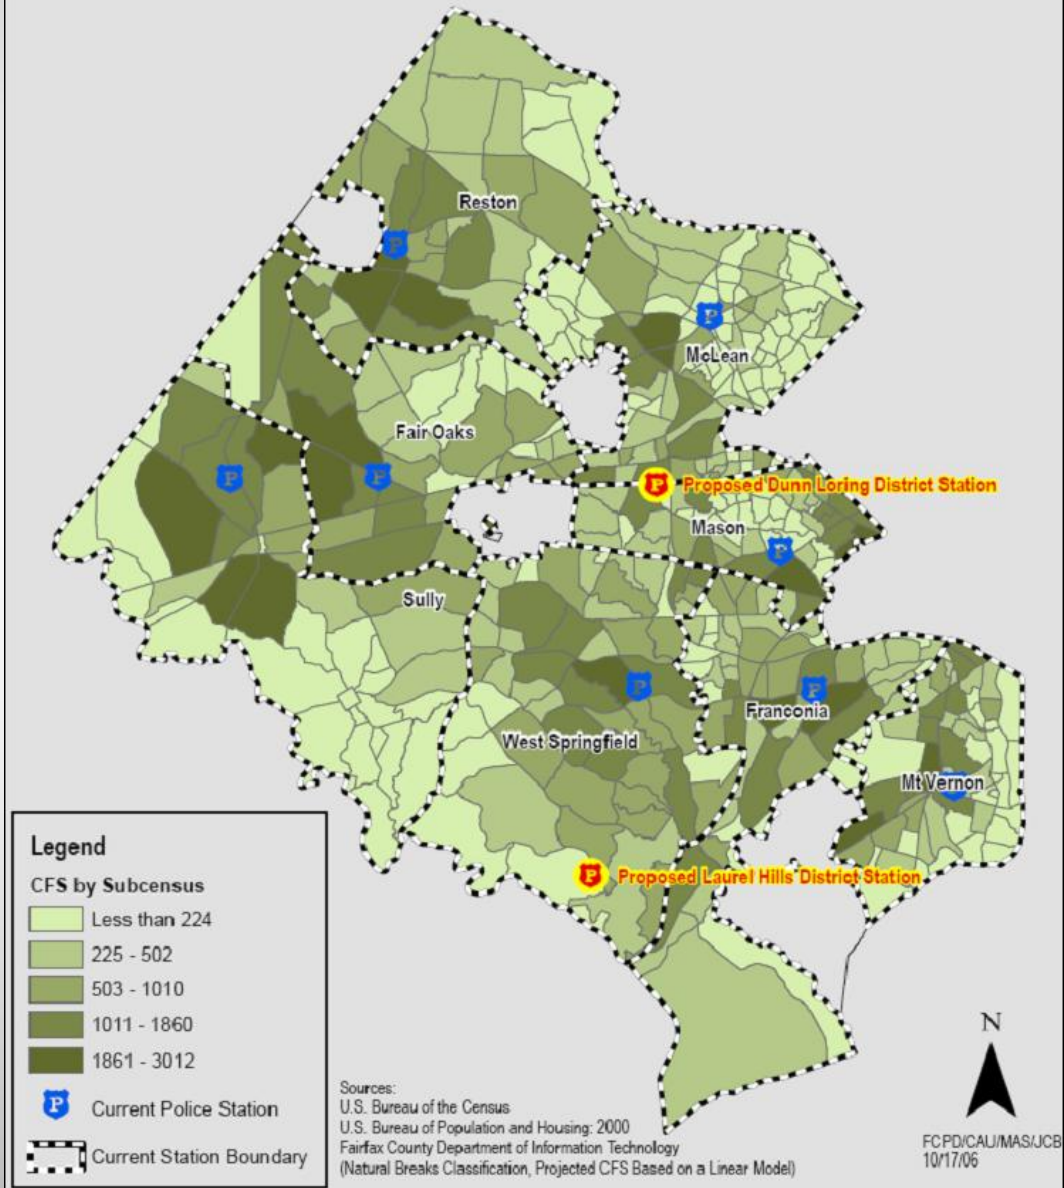 Reston
McLean
Fair Oaks
Proposed Dunn Loring District Station
Mason
Sully
Franconia
West Springfield
Mt Vernon
Proposed Laurel Hills District Station
Legend
CFS by Subcensus
Less than 224
225 - 502
503 - 1010
1011 - 1860
1861 - 3012
P Current Police Station
Current Station Boundary
Sources:
U.S. Bureau of the Census
U.S. Bureau of Population and Housing: 2000
Fairfax County Department of Information Technology
(Natural Breaks Classification, Projected CFS Based on a Linear Model)
N
FCPD/CAU/MAS/JCB
10/17/06